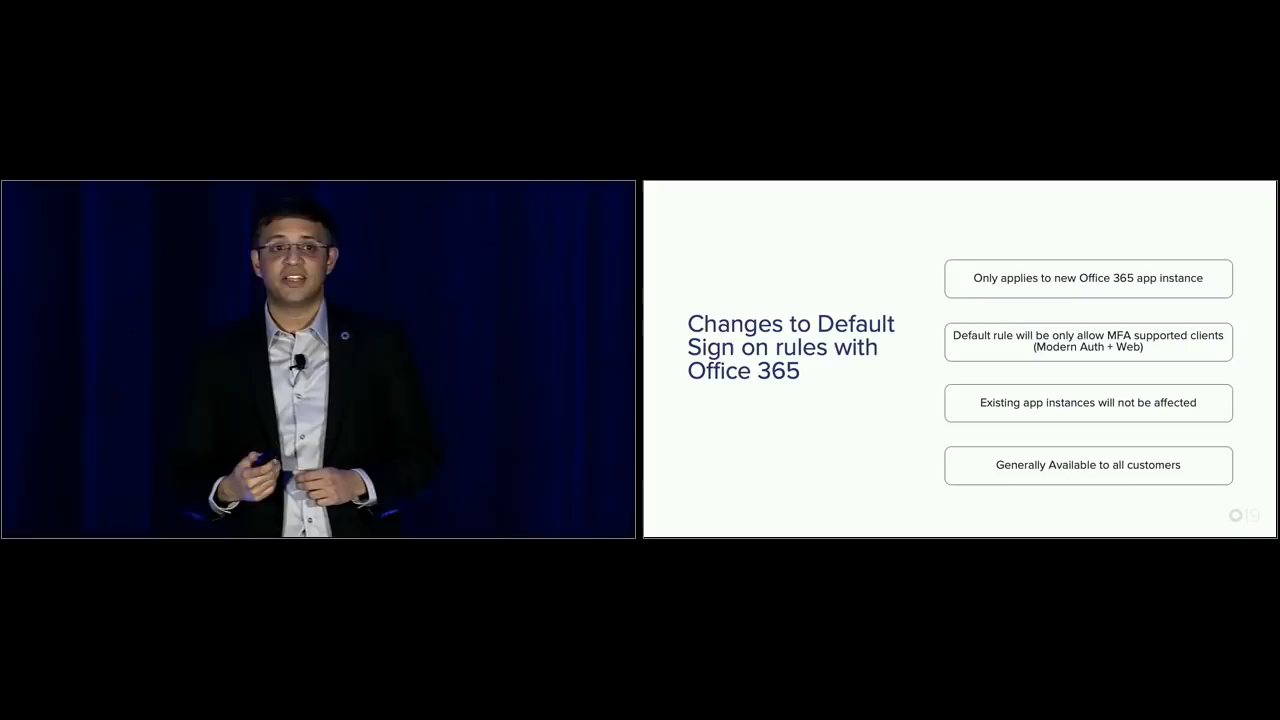 Changes to Default
Sign on rules with
Office 365
Only applies to new Office 365 app instance
Default rule will be only allow MFA supported clients
(Modern Auth + Web)
Existing app instances will not be affected
Generally Available to all customers
O19